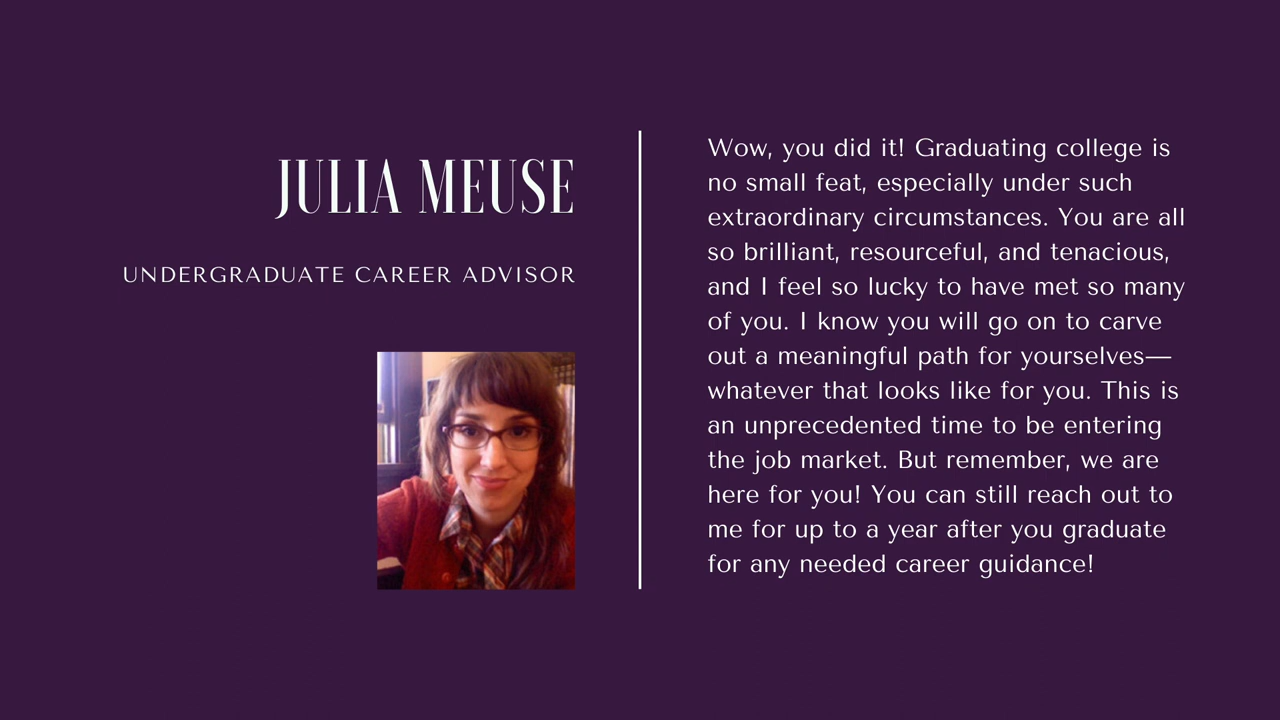 JULIA MEUSE
UNDERGRADUATE CAREER ADVISOR
Wow, you did it! Graduating college is
no small feat, especially under such
extraordinary circumstances. You are all
so brilliant, resourceful, and tenacious,
and I feel so lucky to have met so many
of you. I know you will go on to carve
out a meaningful path for yourselves—
whatever that looks like for you. This is
an unprecedented time to be entering
the job market. But remember, we are
here for you! You can still reach out to
me for up to a year after you graduate
for any needed career guidance!